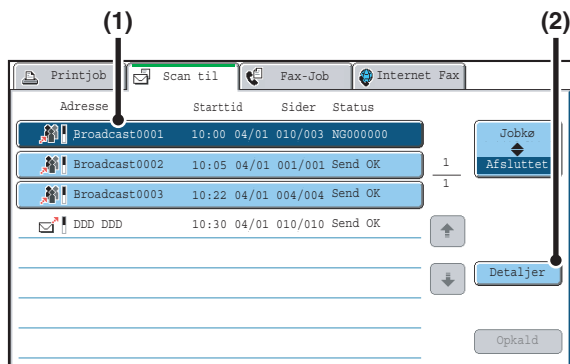 (1) (2)
Printjob Scan til Fax-Job Internet Fax
Adresse Starttid Sider Status
Broadcast0001 10:00 04/01 010/003 NG000000
Broadcast0002 10:05 04/01 001/001 Send OK
Broadcast0003 10:22 04/01 004/004 Send OK
DDD DDD 10:30 04/01 010/010 Send OK
1
1
Jobkø
Afsluttet
Detaljer
Opkald